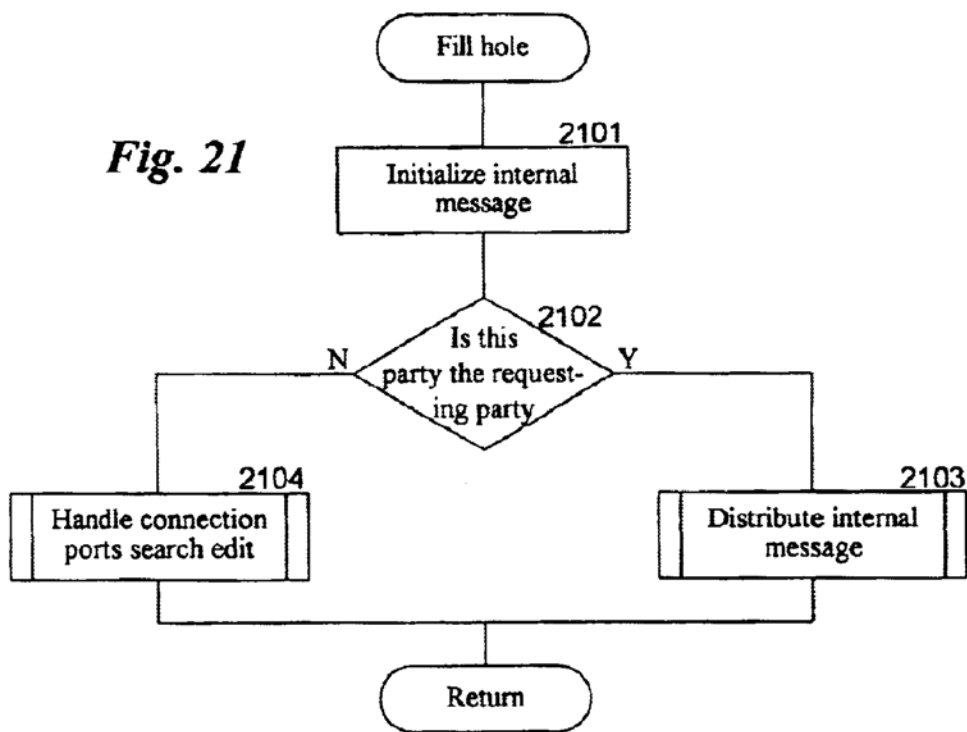 Fill hole
Fig. 21
2101
Initialize internal
message
2102
Is this
party the request-
ing party
N
Y
2104
Handle connection
ports search edit
2103
Distribute internal
message
Return